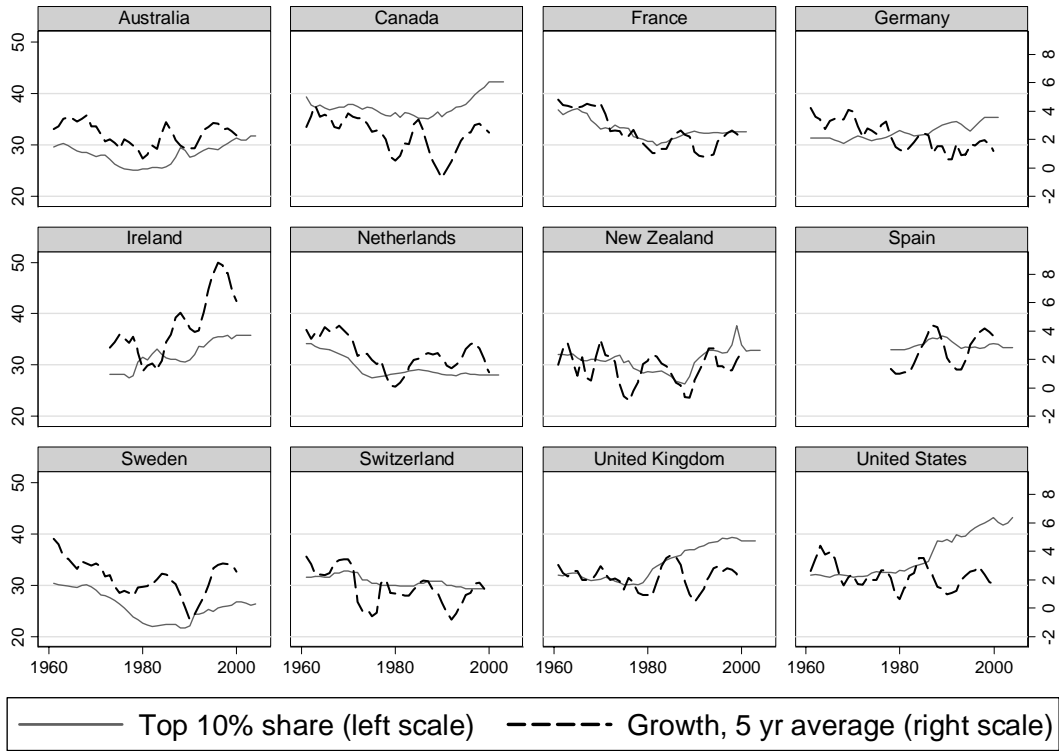 Australia
Canada
France
Germany
50
40
30
20
8
6
4
2
0
-2
Ireland
Netherlands
New Zealand
Spain
50
40
30
20
8
6
4
2
0
-2
Sweden
Switzerland
United Kingdom
United States
50
40
30
20
8
6
4
2
0
-2
1960 1980 2000
1960 1980 2000
1960 1980 2000
1960 1980 2000
Top 10% share (left scale) Growth, 5 yr average (right scale)